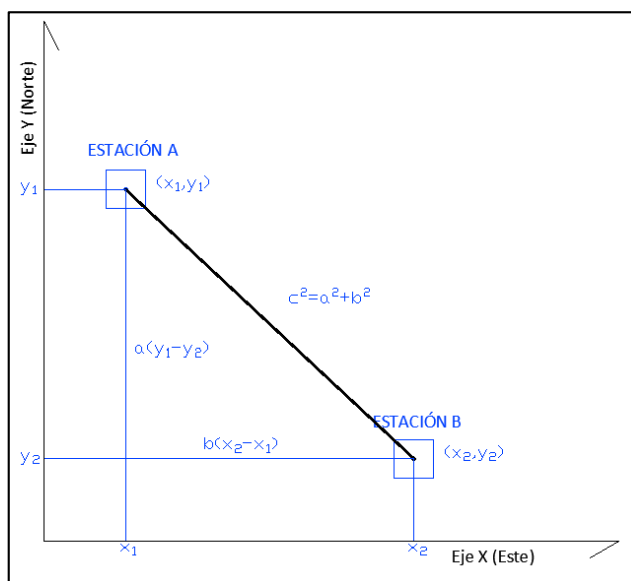 Eje Y (Norte)
ESTACIÓN A
y₁
(x₁,y₁)
c²=a²+b²
a(y₁-y₂)
ESTACIÓN B
b(x₂-x₁)
y₂
(x₂,y₂)
x₁
x₂
Eje X (Este)